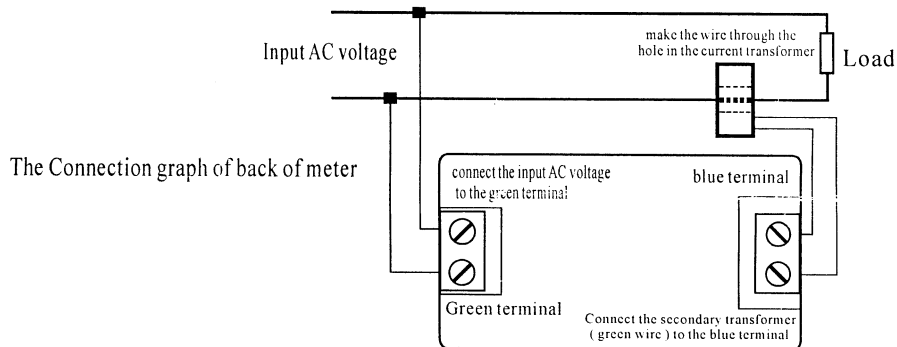 Input AC voltage
make the wire through the
hole in the current transformer
Load
The Connection graph of back of meter
connect the input AC voltage
to the green terminal
blue terminal
Green terminal
Connect the secondary transformer
( green wire ) to the blue terminal